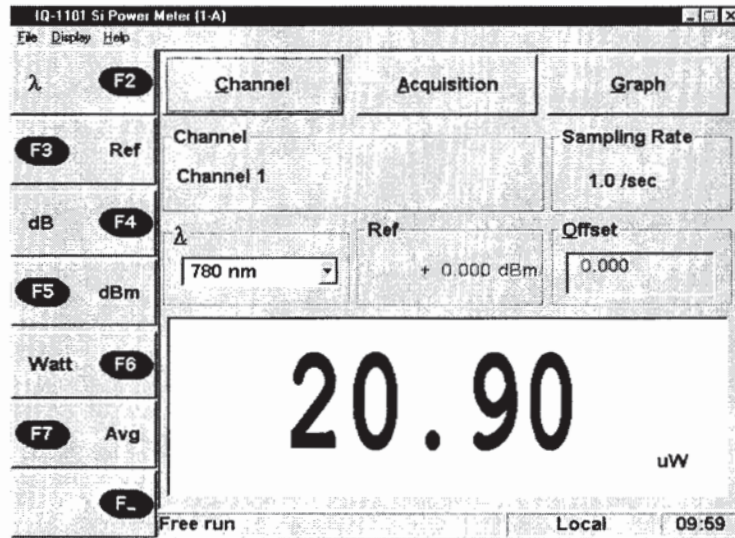 IQ-1101 Si Power Meter (1-A)
File Display Help
λ F2
F3 Ref
dB F4
F5 dBm
Watt F6
F7 Avg
F_
Channel Acquisition Graph
Channel
Channel 1
Sampling Rate
1.0 /sec
λ
780 nm
Ref
+ 0.000 dBm
Offset
0.000
20.90
uW
Free run Local 09:59